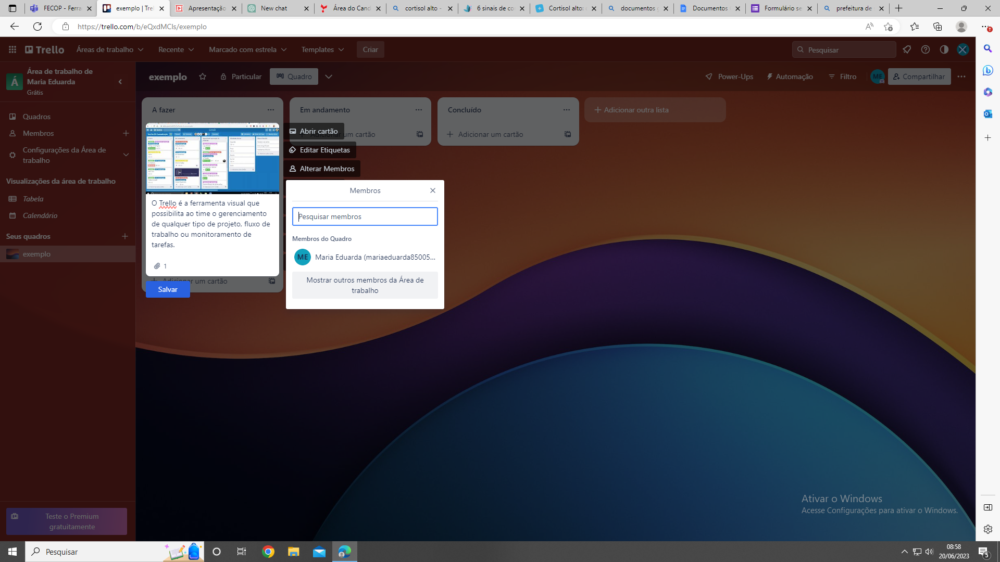 FECOP - Ferra
exemplo | Trel
Apresentação
New chat
Área do Cand
cortisol alto -
6 sinais de co
Cortisol alto:
documentos g
Documentos
Formulário se
prefeitura de
https://trello.com/b/eQxdMCls/exemplo
Trello
Áreas de trabalho
Recente
Marcado com estrela
Templates
Criar
Pesquisar
Á
Área de trabalho de
Maria Eduarda
Grátis
exemplo
Particular
Quadro
Power-Ups
Automação
Filtro
ME
Compartilhar
Quadros
Membros
Configurações da Área de
trabalho
Visualizações da área de trabalho
Tabela
Calendário
Seus quadros
exemplo
Teste o Premium
gratuitamente
A fazer
O Trello é a ferramenta visual que
possibilita ao time o gerenciamento
de qualquer tipo de projeto, fluxo de
trabalho ou monitoramento de
tarefas.
1
Adicionar um cartão
Salvar
Em andamento
Adicionar um cartão
Concluído
Adicionar um cartão
Adicionar outra lista
Abrir cartão
Editar Etiquetas
Alterar Membros
Membros
Pesquisar membros
Membros do Quadro
ME
Maria Eduarda (mariaeduarda85005...
Mostrar outros membros da Área de
trabalho
Ativar o Windows
Acesse Configurações para ativar o Windows.
Pesquisar
08:58
20/06/2023
5